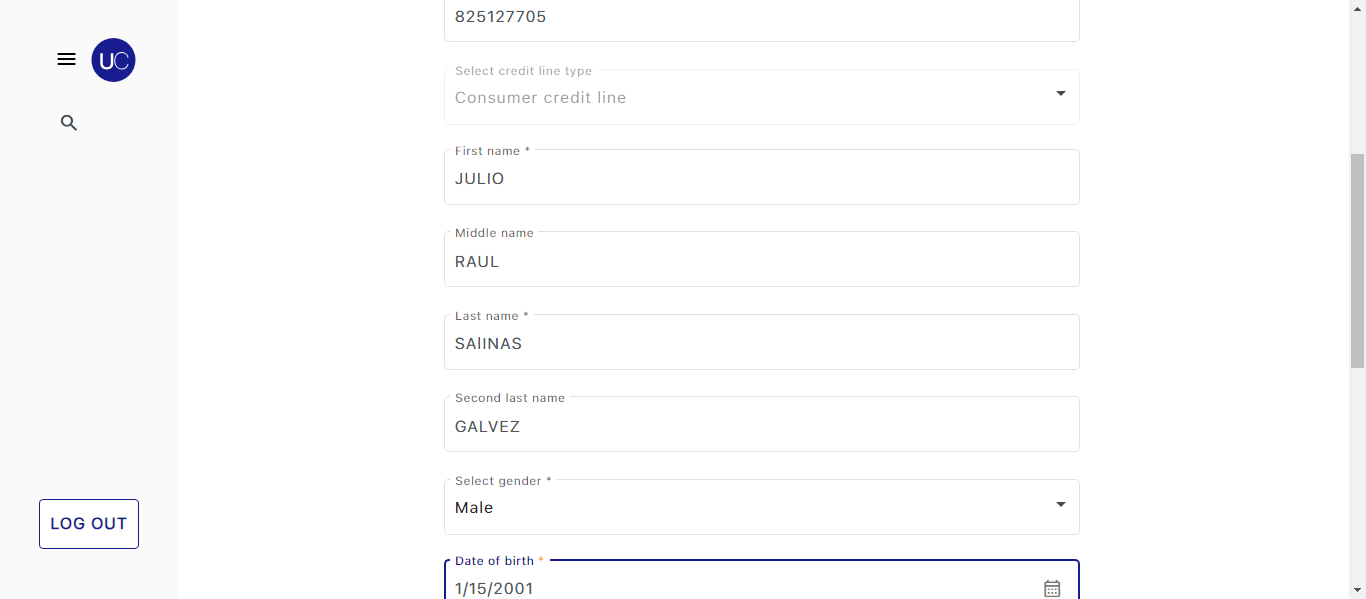 UC
LOG OUT
825127705
Select credit line type
Consumer credit line
First name *
JULIO
Middle name
RAUL
Last name *
SAlINAS
Second last name
GALVEZ
Select gender *
Male
Date of birth *
1/15/2001